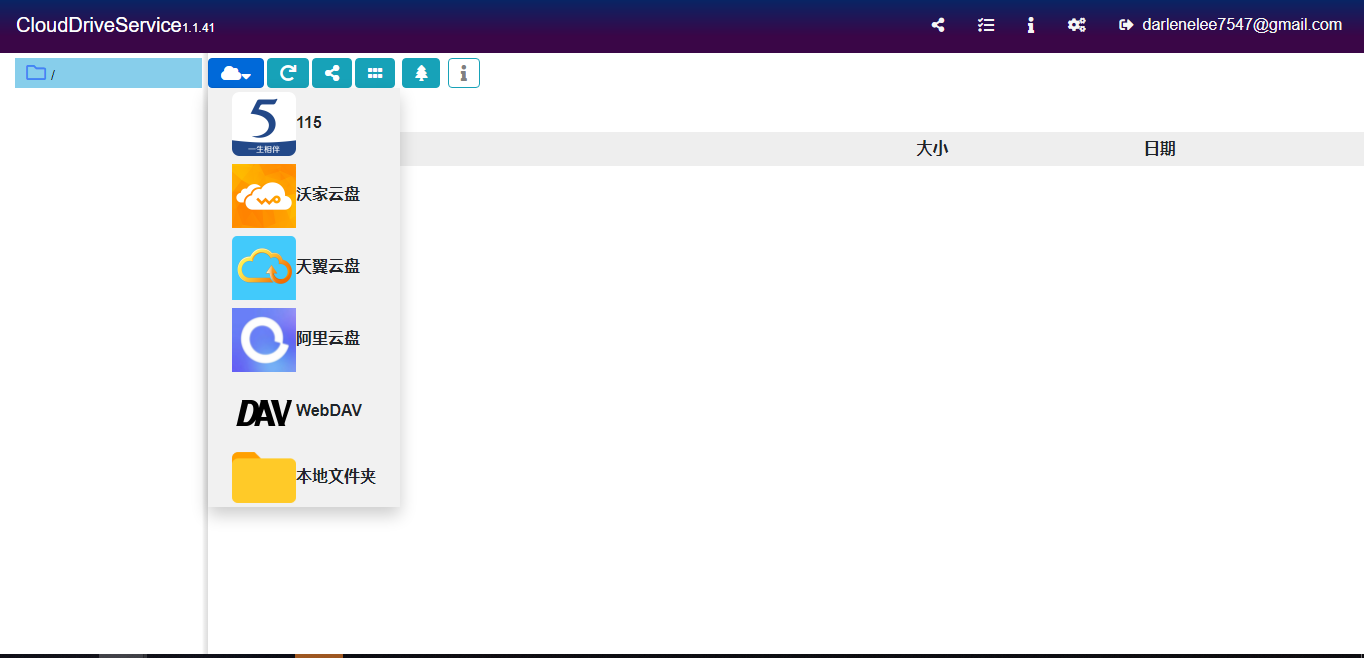 CloudDriveService1.1.41
darlenelee7547@gmail.com
/
5
一生相伴
115
大小
日期
wo
沃家云盘
天翼云盘
阿里云盘
DAV WebDAV
本地文件夹